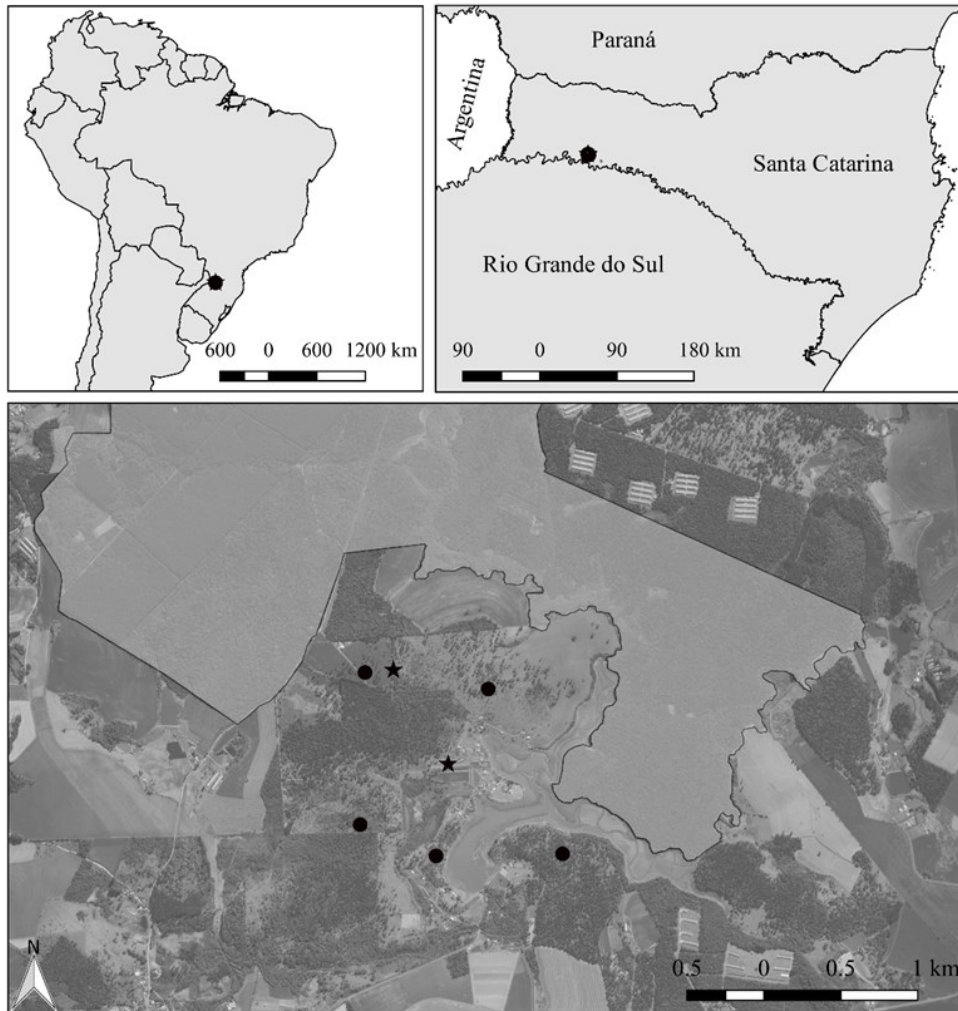 600 0 600 1200 km
Paraná
Argentina
Santa Catarina
Rio Grande do Sul
90 0 90 180 km
N
0.5 0 0.5 1 km